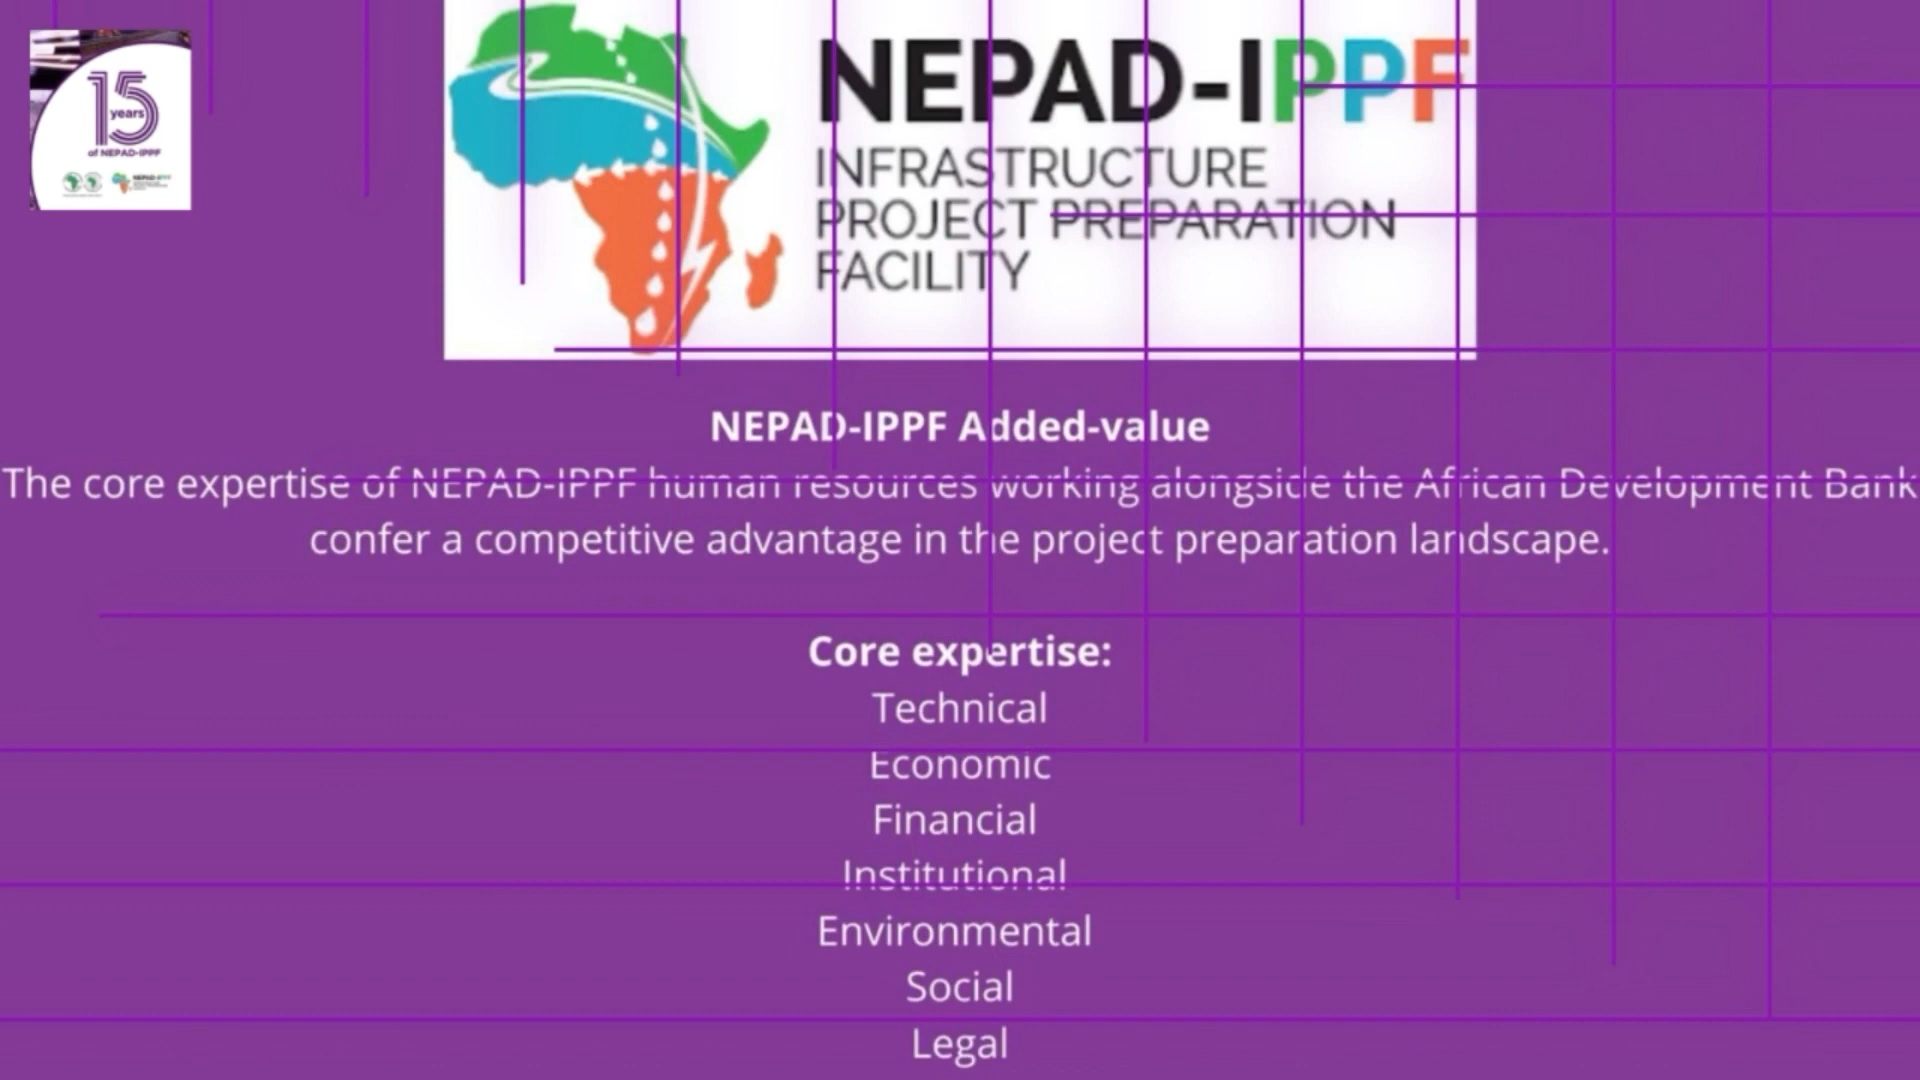 15
years
of NEPAD-IPPF
NEPAD-IPPF
INFRASTRUCTURE
PROJECT PREPARATION
FACILITY
NEPAD-IPPF Added-value
The core expertise of NEPAD-IPPF human resources working alongside the African Development Bank
confer a competitive advantage in the project preparation landscape.
Core expertise:
Technical
Economic
Financial
Institutional
Environmental
Social
Legal